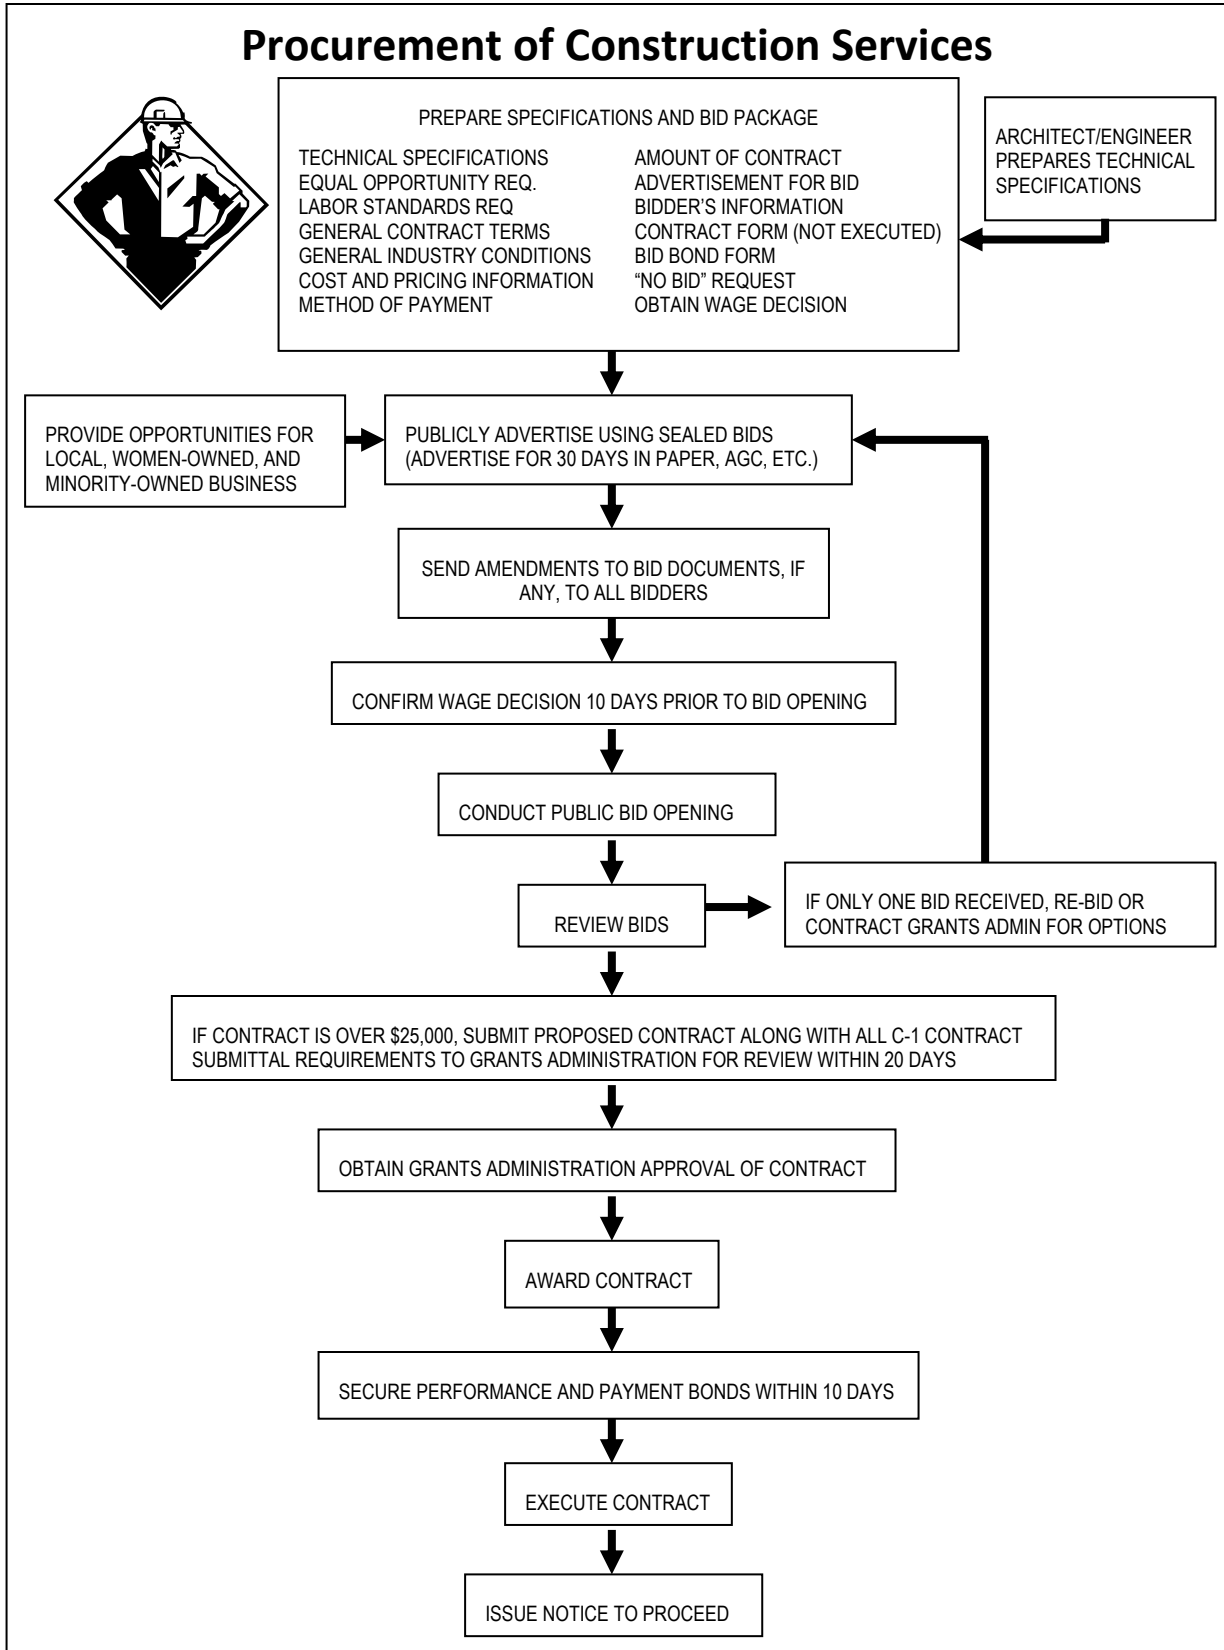 Procurement of Construction Services
PREPARE SPECIFICATIONS AND BID PACKAGE
TECHNICAL SPECIFICATIONS
EQUAL OPPORTUNITY REQ.
LABOR STANDARDS REQ
GENERAL CONTRACT TERMS
GENERAL INDUSTRY CONDITIONS
COST AND PRICING INFORMATION
METHOD OF PAYMENT
AMOUNT OF CONTRACT
ADVERTISEMENT FOR BID
BIDDER’S INFORMATION
CONTRACT FORM (NOT EXECUTED)
BID BOND FORM
“NO BID” REQUEST
OBTAIN WAGE DECISION
ARCHITECT/ENGINEER
PREPARES TECHNICAL
SPECIFICATIONS
PROVIDE OPPORTUNITIES FOR
LOCAL, WOMEN-OWNED, AND
MINORITY-OWNED BUSINESS
PUBLICLY ADVERTISE USING SEALED BIDS
(ADVERTISE FOR 30 DAYS IN PAPER, AGC, ETC.)
SEND AMENDMENTS TO BID DOCUMENTS, IF
ANY, TO ALL BIDDERS
CONFIRM WAGE DECISION 10 DAYS PRIOR TO BID OPENING
CONDUCT PUBLIC BID OPENING
REVIEW BIDS
IF ONLY ONE BID RECEIVED, RE-BID OR
CONTRACT GRANTS ADMIN FOR OPTIONS
IF CONTRACT IS OVER $25,000, SUBMIT PROPOSED CONTRACT ALONG WITH ALL C-1 CONTRACT
SUBMITTAL REQUIREMENTS TO GRANTS ADMINISTRATION FOR REVIEW WITHIN 20 DAYS
OBTAIN GRANTS ADMINISTRATION APPROVAL OF CONTRACT
AWARD CONTRACT
SECURE PERFORMANCE AND PAYMENT BONDS WITHIN 10 DAYS
EXECUTE CONTRACT
ISSUE NOTICE TO PROCEED